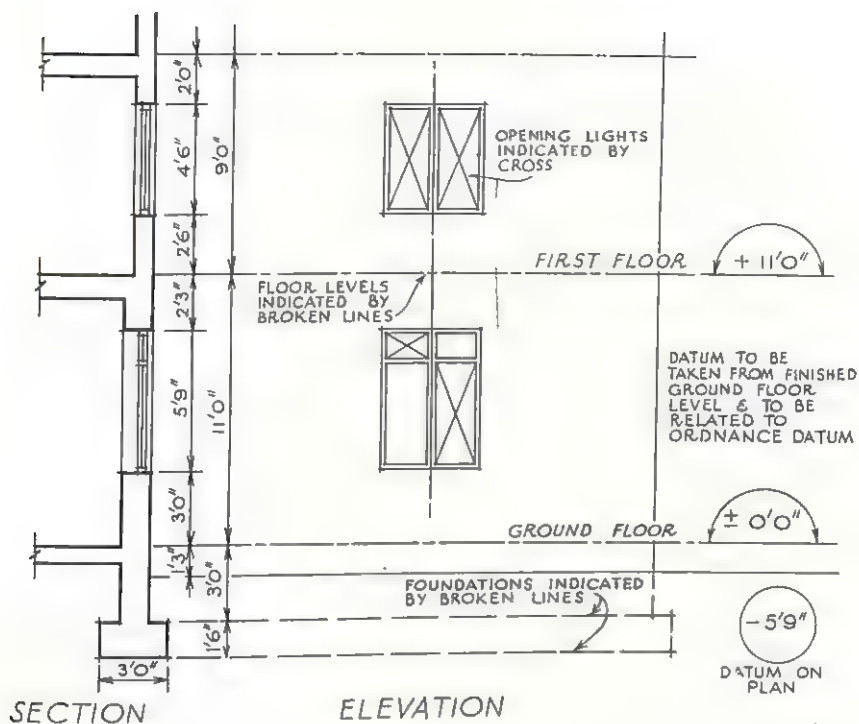 2'0"
4'6"
9'0"
2'6"
OPENING LIGHTS
INDICATED BY
CROSS
FIRST FLOOR
+ 11'0"
FLOOR LEVELS
INDICATED BY
BROKEN LINES
2'3"
5'9"
11'0"
3'0"
DATUM TO BE
TAKEN FROM FINISHED
GROUND FLOOR
LEVEL & TO BE
RELATED TO
ORDNANCE DATUM
GROUND FLOOR
± 0'0"
1'3"
3'0"
FOUNDATIONS INDICATED
BY BROKEN LINES
1'6"
3'0"
-5'9"
DATUM ON
PLAN
SECTION
ELEVATION